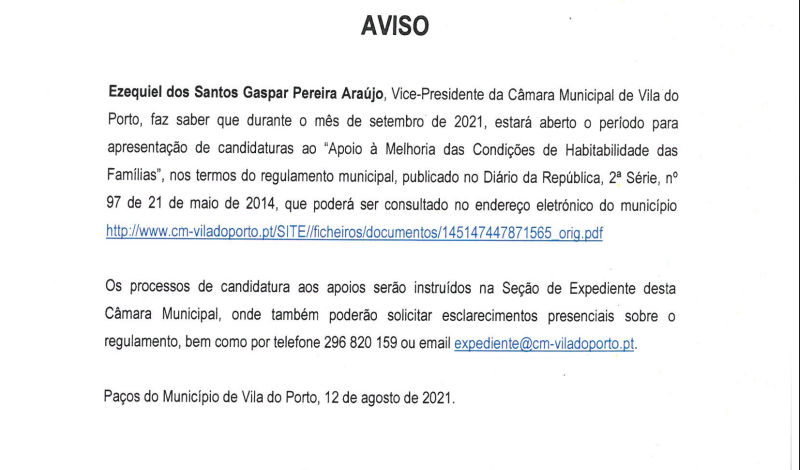 AVISO
Ezequiel dos Santos Gaspar Pereira Araújo, Vice-Presidente da Câmara Municipal de Vila do
Porto, faz saber que durante o mês de setembro de 2021, estará aberto o período para
apresentação de candidaturas ao “Apoio à Melhoria das Condições de Habitabilidade das
Famílias”, nos termos do regulamento municipal, publicado no Diário da República, 2ª Série, nº
97 de 21 de maio de 2014, que poderá ser consultado no endereço eletrónico do município
http://www.cm-viladoporto.pt/SITE//ficheiros/documentos/145147447871565_orig.pdf
Os processos de candidatura aos apoios serão instruídos na Seção de Expediente desta
Câmara Municipal, onde também poderão solicitar esclarecimentos presenciais sobre o
regulamento, bem como por telefone 296 820 159 ou email expediente@cm-viladoporto.pt.
Paços do Município de Vila do Porto, 12 de agosto de 2021.